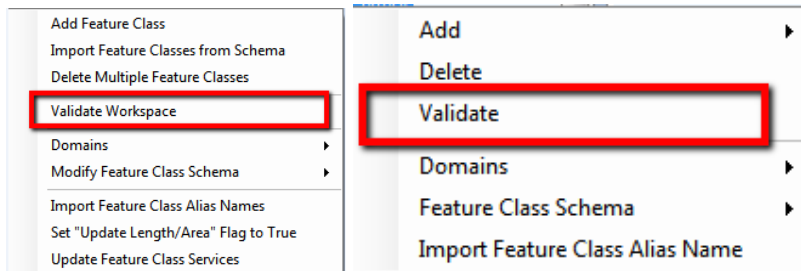 Add Feature Class
Import Feature Classes from Schema
Delete Multiple Feature Classes
Validate Workspace
Domains
Modify Feature Class Schema
Import Feature Class Alias Names
Set "Update Length/Area" Flag to True
Update Feature Class Services
Add
Delete
Validate
Domains
Feature Class Schema
Import Feature Class Alias Name